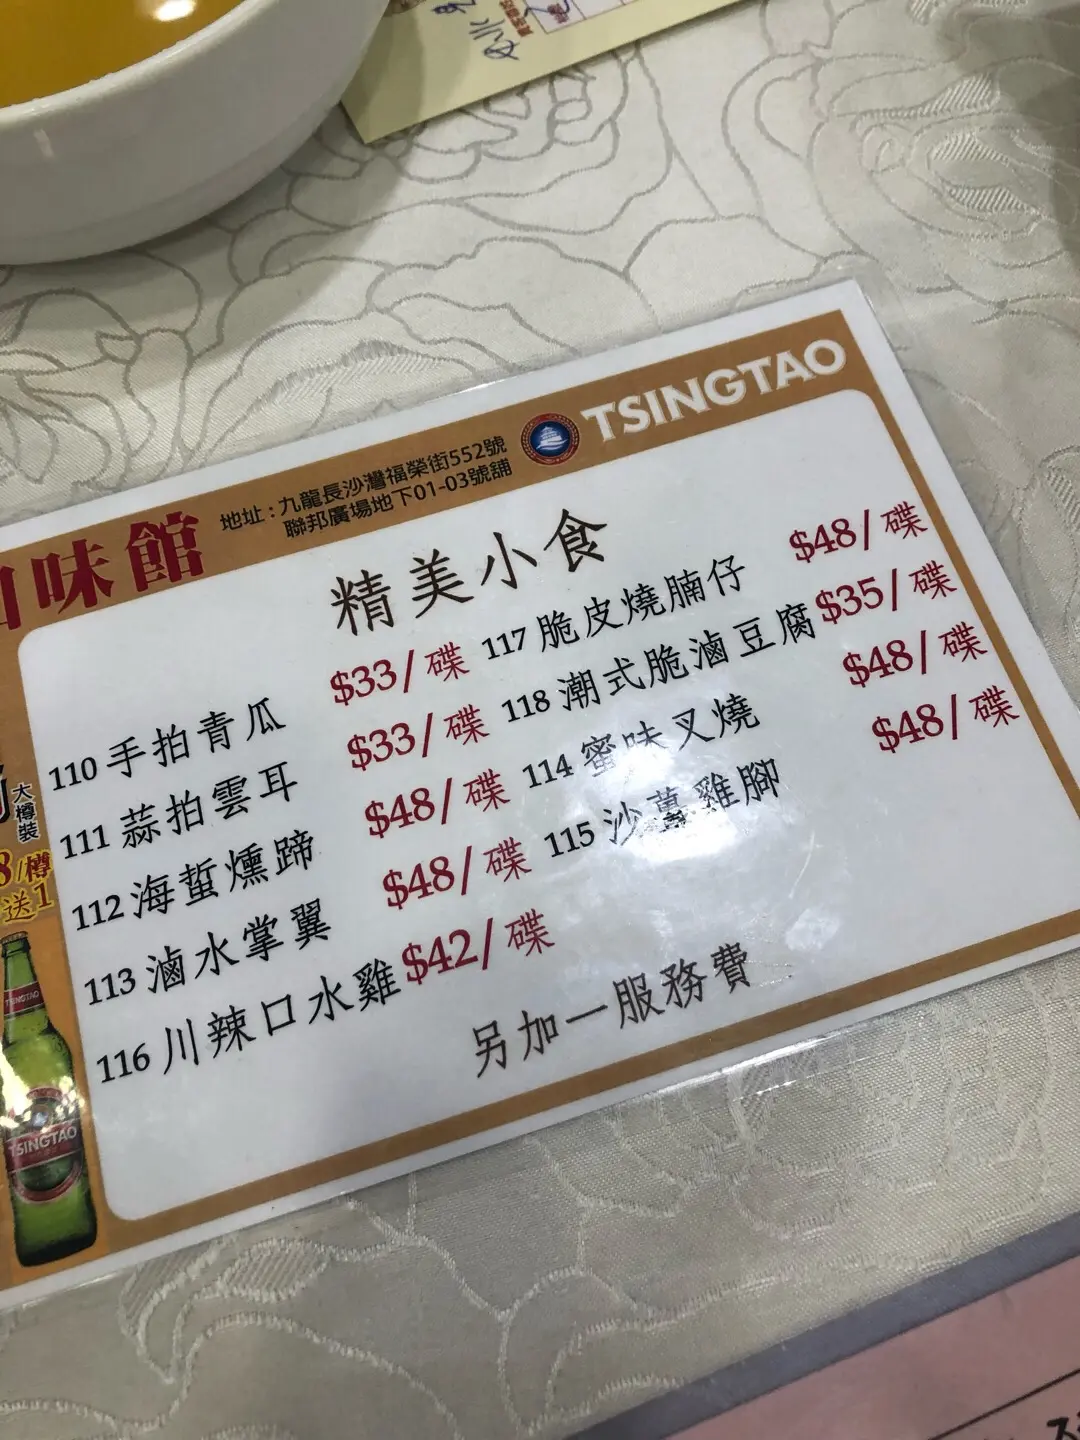 味館
地址：九龍長沙灣福榮街552號
聯邦廣場地下01-03號舖
TSINGTAO
精美小食
110 手拍青瓜 $33/碟
111 蒜拍雲耳 $33/碟
112 海蜇燻蹄 $48/碟
113 滷水掌翼 $48/碟
116 川辣口水雞 $42/碟
117 脆皮燒腩仔 $48/碟
118 潮式脆滷豆腐 $35/碟
114 蜜味叉燒 $48/碟
115 沙薑雞腳 $48/碟
另加一服務費
大樽裝
8/樽
送1
TSINGTAO
TSINGTAO